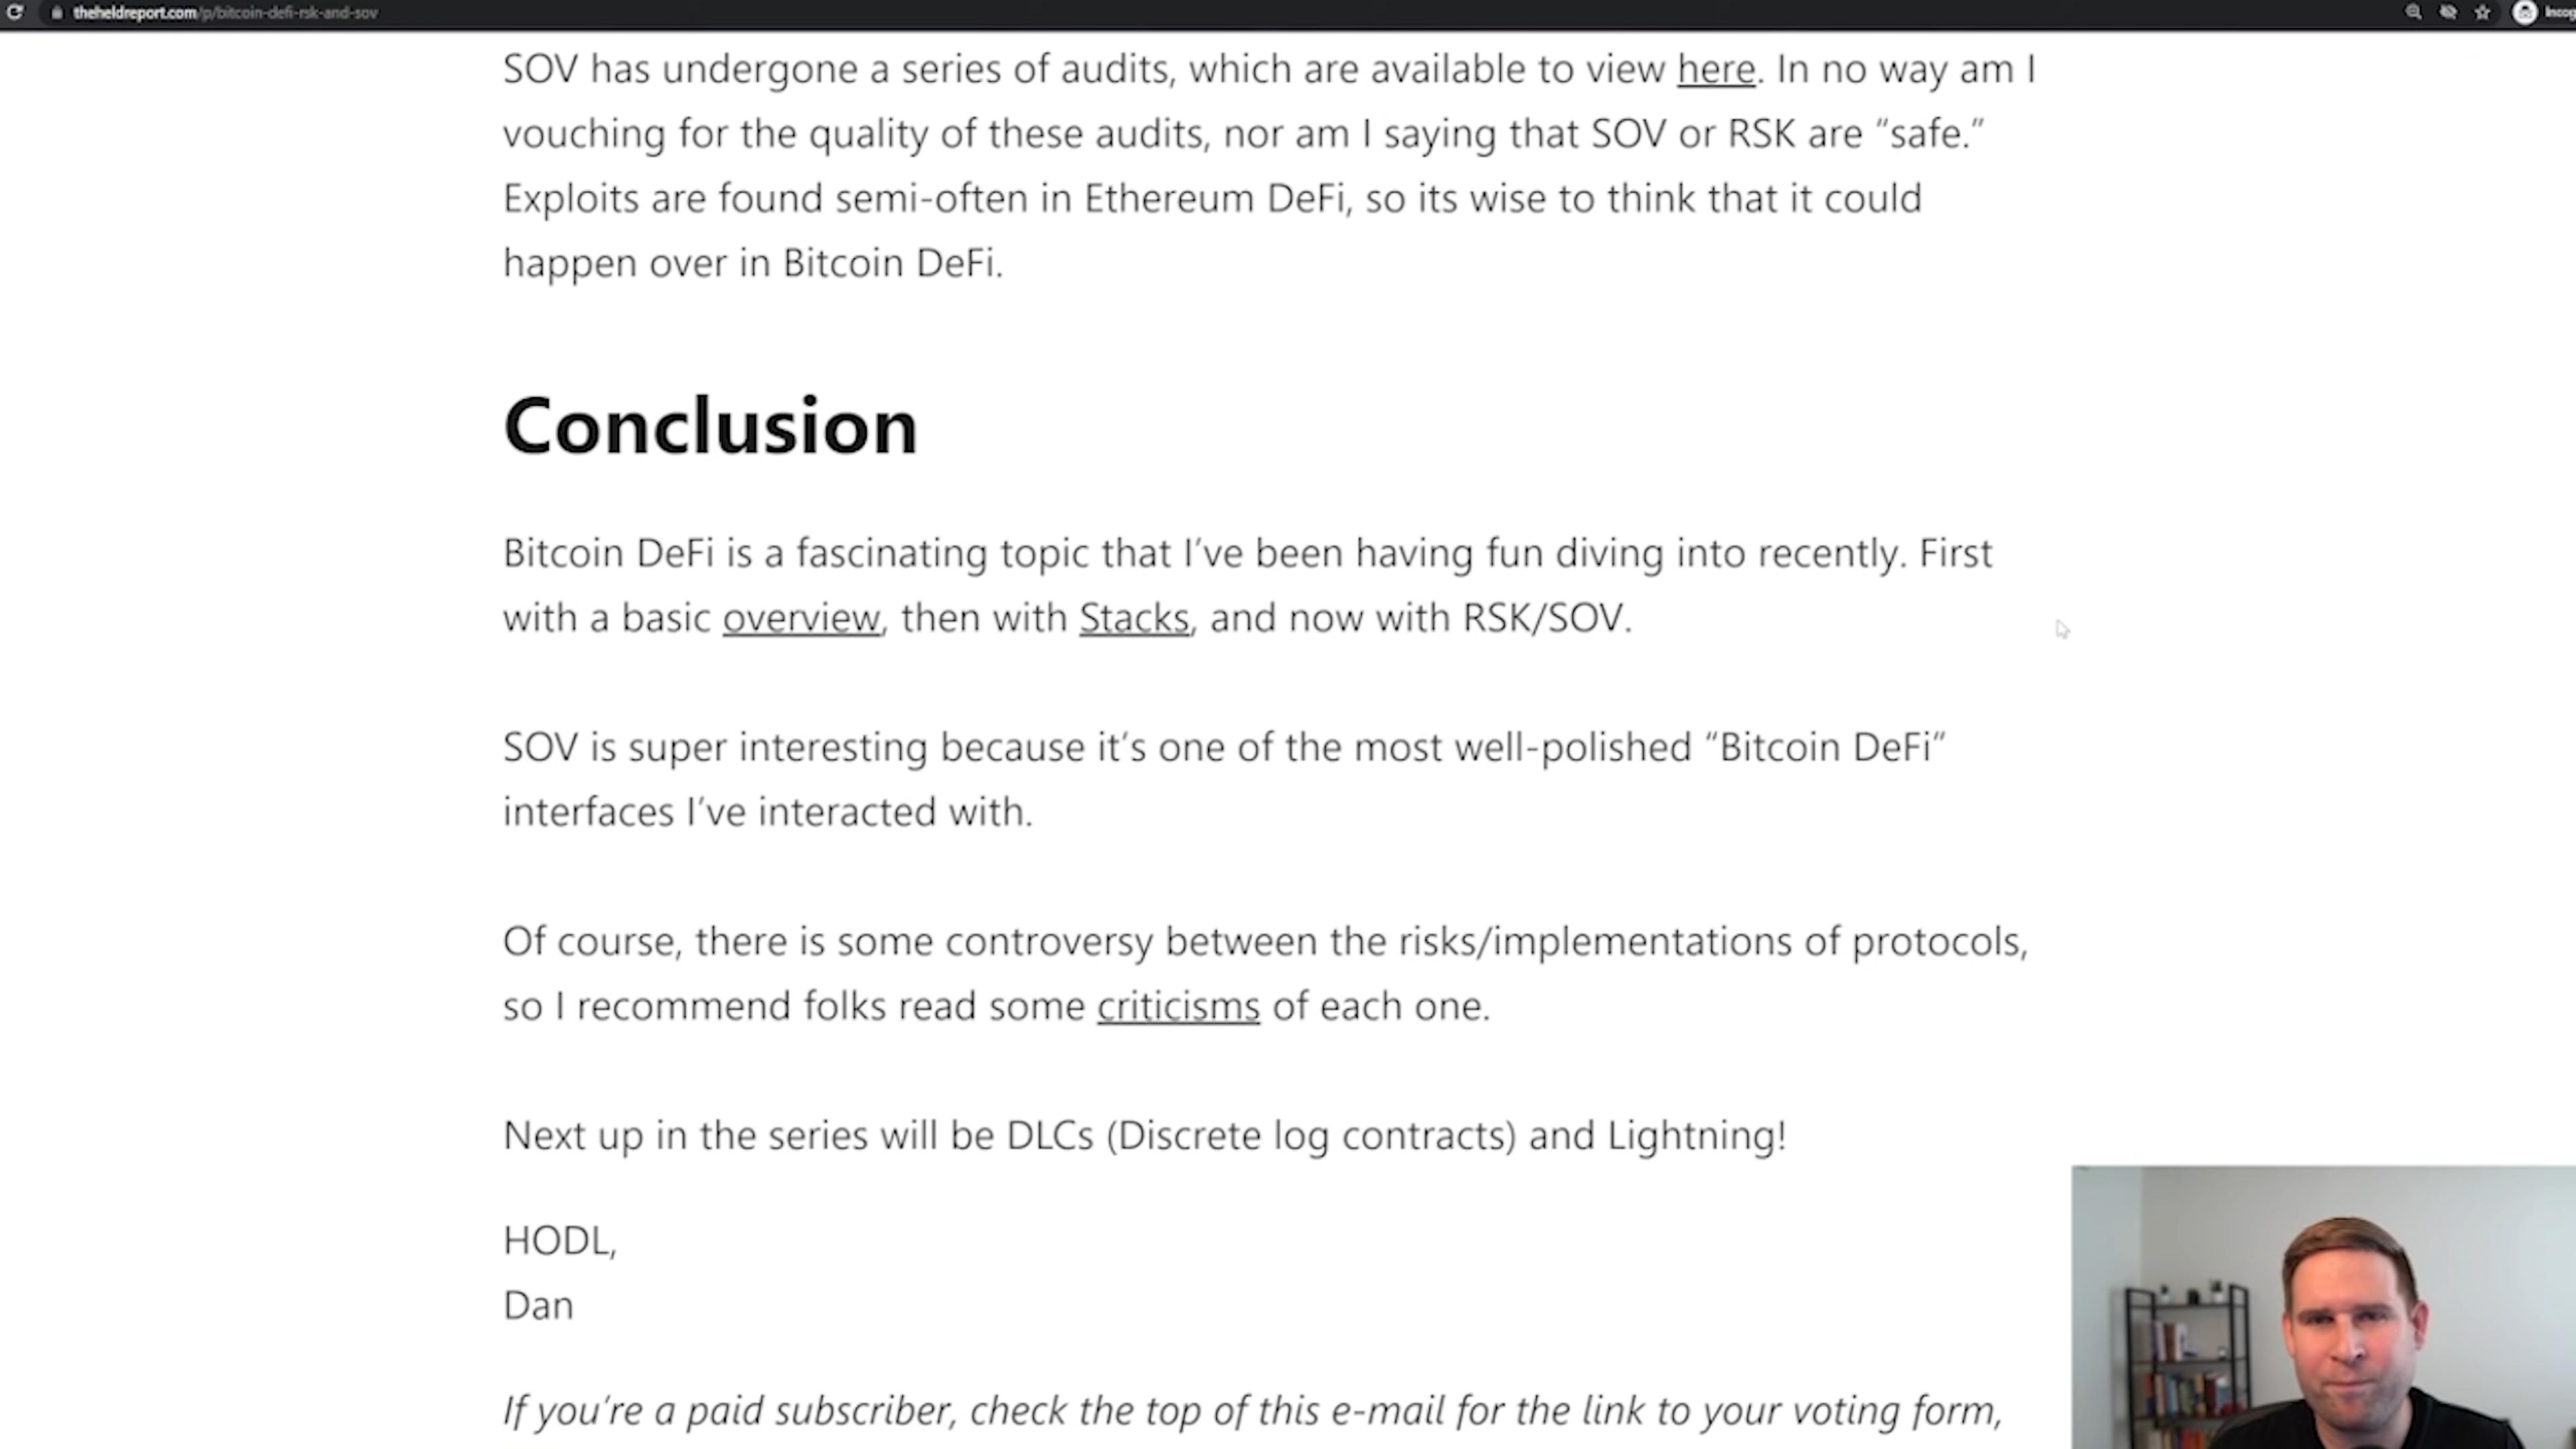 theheldreport.com/p/bitcoin-defi-rsk-and-sov
Incog
SOV has undergone a series of audits, which are available to view here. In no way am I
vouching for the quality of these audits, nor am I saying that SOV or RSK are “safe.”
Exploits are found semi-often in Ethereum DeFi, so its wise to think that it could
happen over in Bitcoin DeFi.
Conclusion
Bitcoin DeFi is a fascinating topic that I’ve been having fun diving into recently. First
with a basic overview, then with Stacks, and now with RSK/SOV.
SOV is super interesting because it’s one of the most well-polished “Bitcoin DeFi”
interfaces I’ve interacted with.
Of course, there is some controversy between the risks/implementations of protocols,
so I recommend folks read some criticisms of each one.
Next up in the series will be DLCs (Discrete log contracts) and Lightning!
HODL,
Dan
If you’re a paid subscriber, check the top of this e-mail for the link to your voting form,